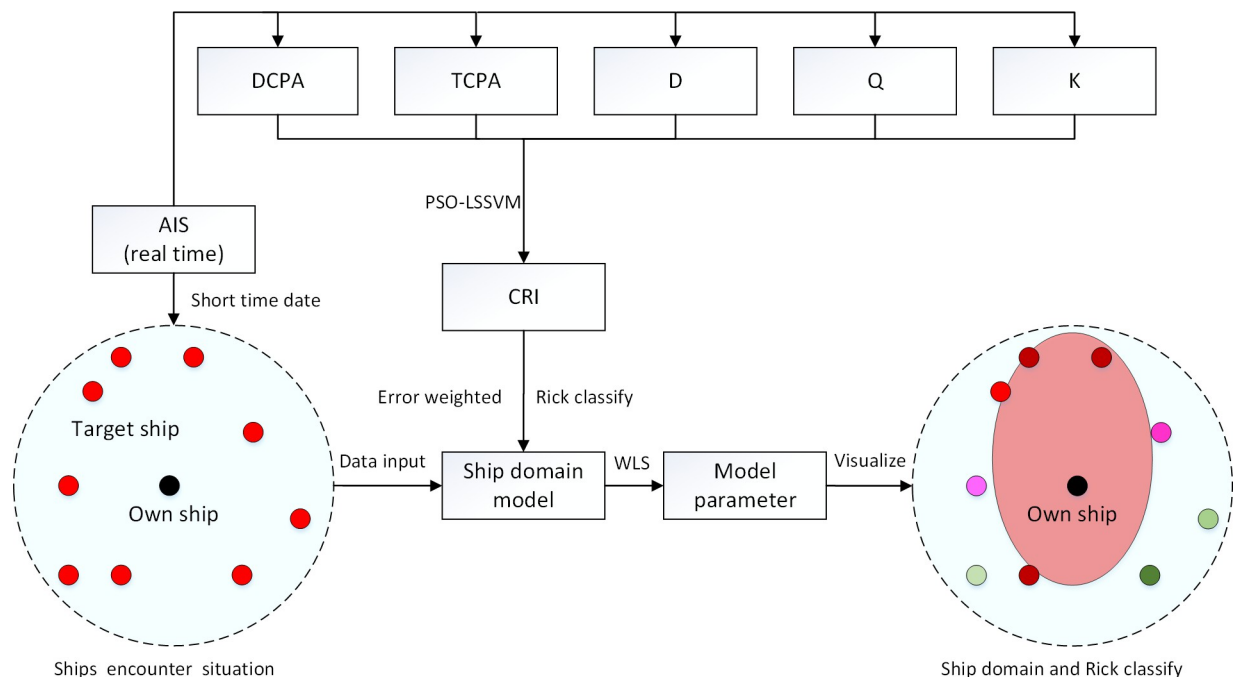 DCPA
TCPA
D
Q
K
PSO-LSSVM
AIS
(real time)
Short time date
CRI
Error weighted
Rick classify
Target ship
Own ship
Data input
Ship domain
model
WLS
Model
parameter
Visualize
Own ship
Ships encounter situation
Ship domain and Rick classify